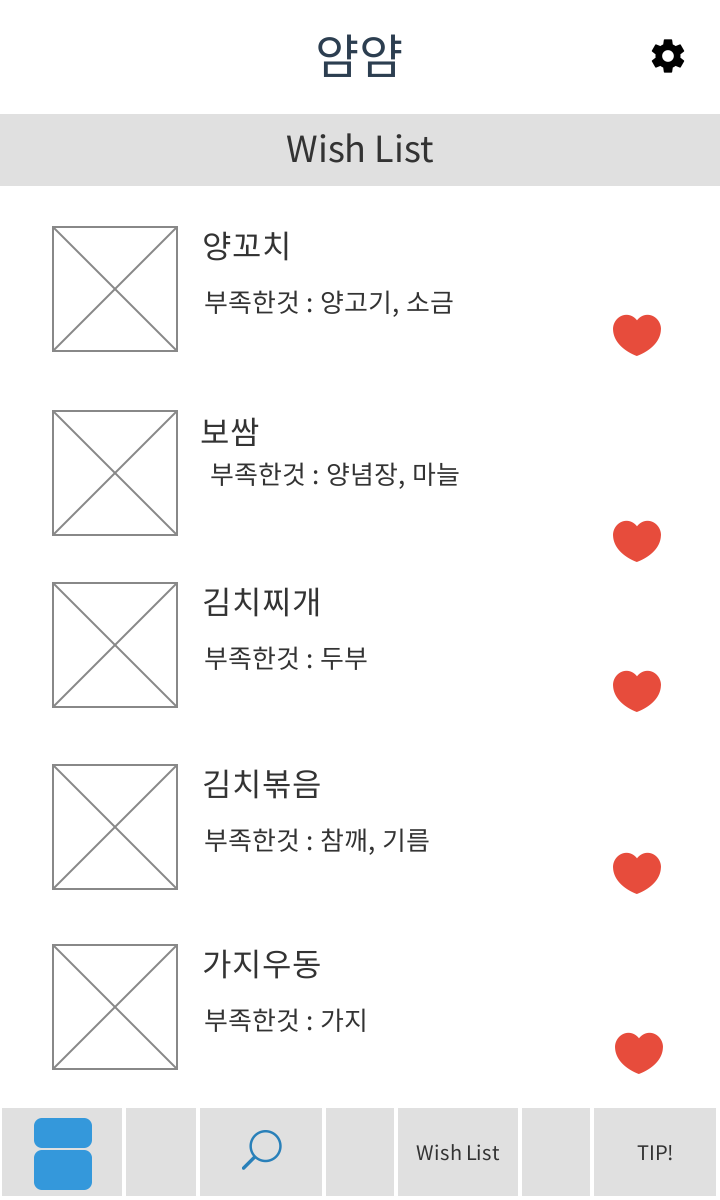 얌얌
Wish List
양꼬치
부족한것 : 양고기, 소금
보쌈
부족한것 : 양념장, 마늘
김치찌개
부족한것 : 두부
김치볶음
부족한것 : 참깨, 기름
가지우동
부족한것 : 가지
Wish List
TIP!